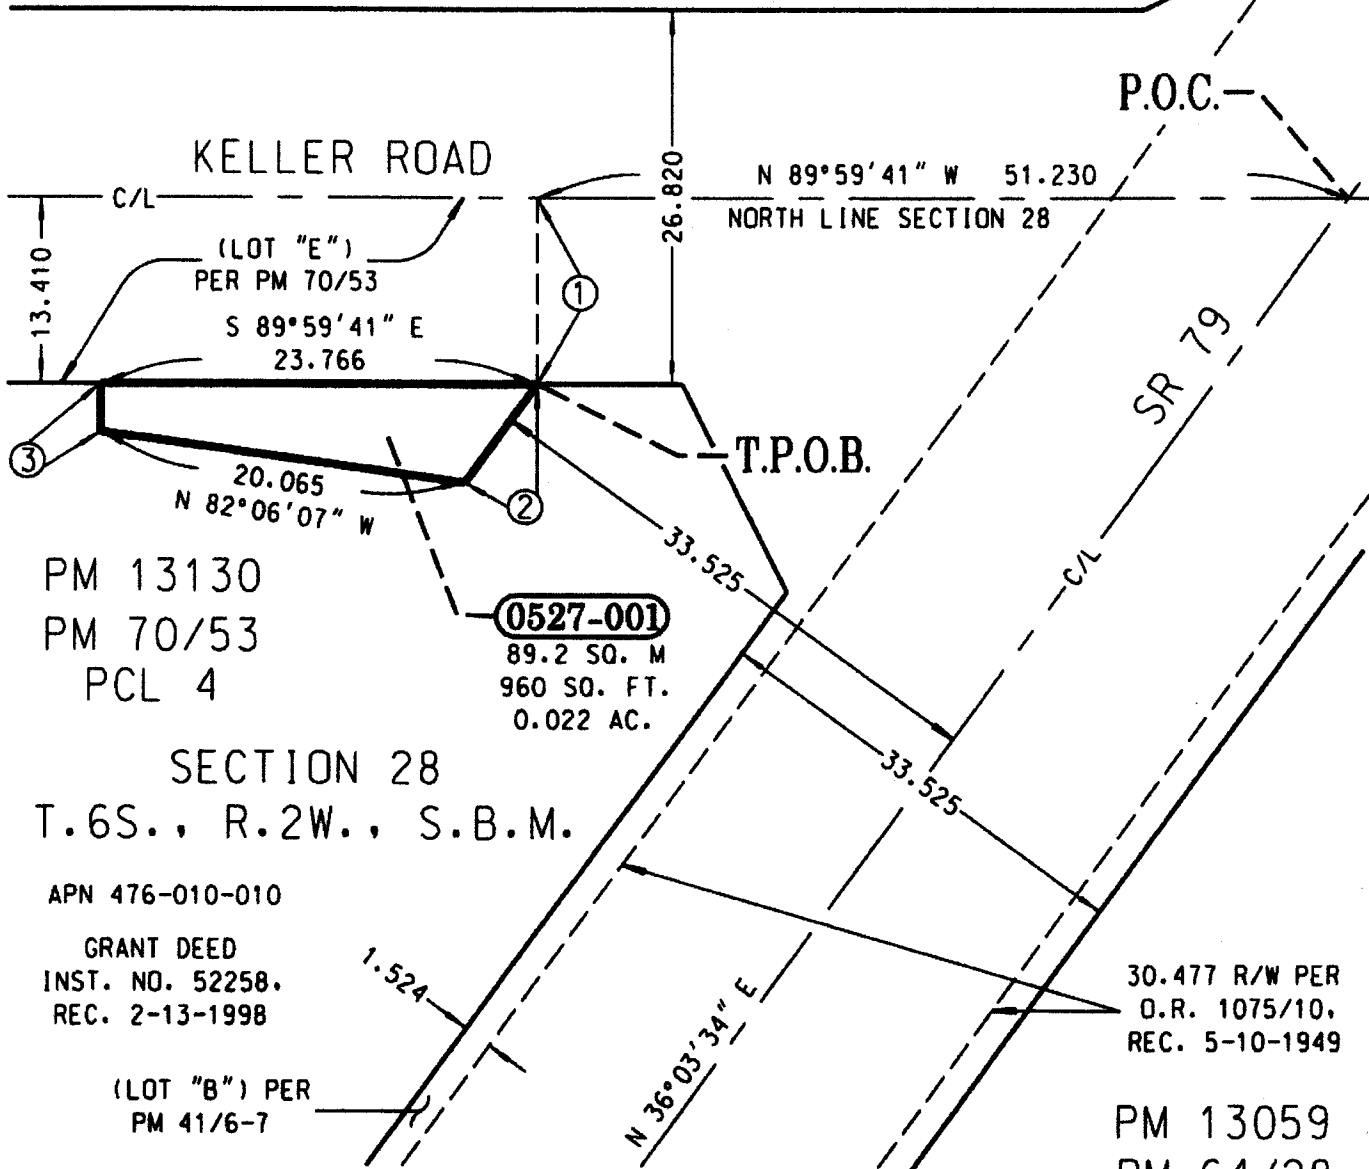 P.O.C.
KELLER ROAD
26.820
N 89°59'41" W 51.230
C/L
NORTH LINE SECTION 28
(LOT "E")
PER PM 70/53
13.410
1
S 89°59'41" E
23.766
SR 79
T.P.O.B.
3
20.065
N 82°06'07" W
2
33.525
C/L
PM 13130
PM 70/53
PCL 4
0527-001
89.2 SQ. M
960 SQ. FT.
0.022 AC.
SECTION 28
T.6S., R.2W., S.B.M.
33.525
APN 476-010-010
GRANT DEED
INST. NO. 52258,
REC. 2-13-1998
1.524
30.477 R/W PER
O.R. 1075/10,
REC. 5-10-1949
N 36°03'34" E
(LOT "B") PER
PM 41/6-7
PM 13059